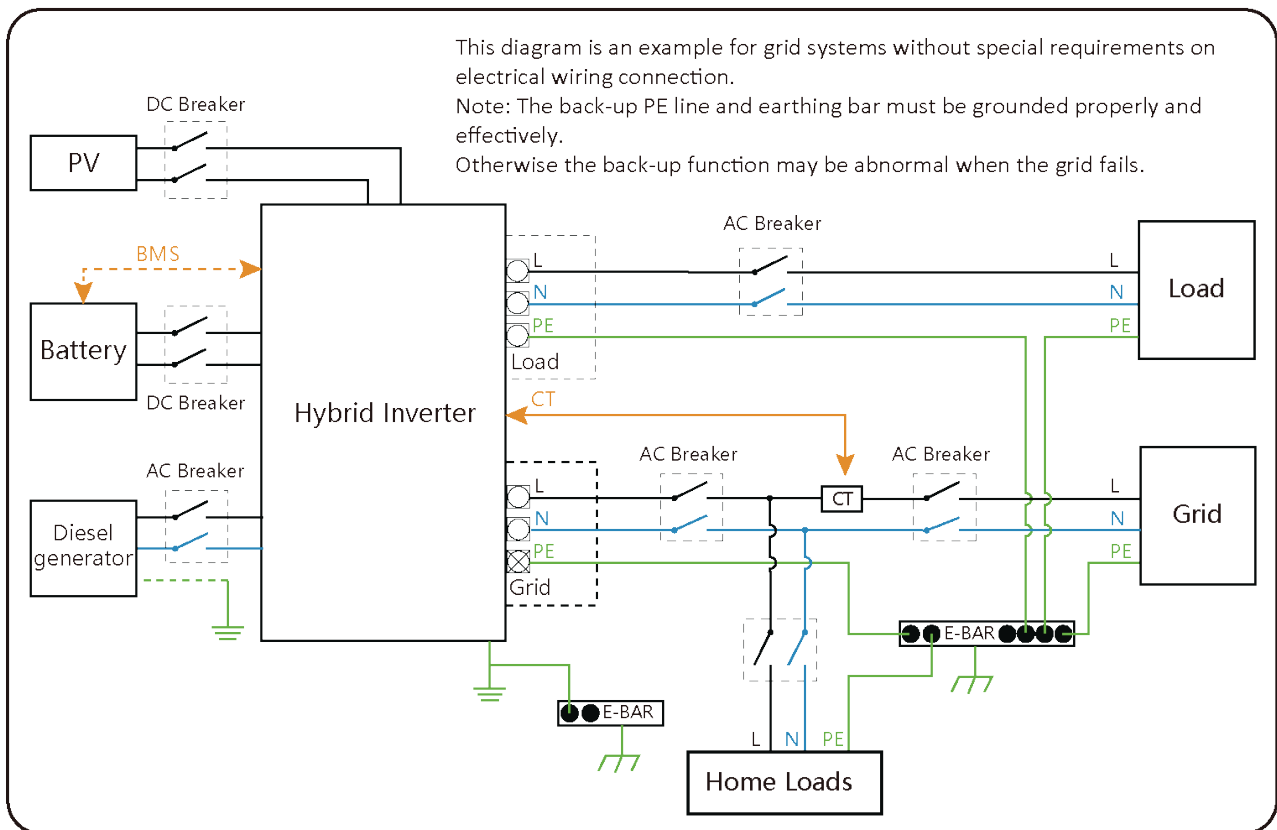 This diagram is an example for grid systems without special requirements on
electrical wiring connection.
Note: The back-up PE line and earthing bar must be grounded properly and
effectively.
Otherwise the back-up function may be abnormal when the grid fails.
DC Breaker
PV
BMS
Battery
DC Breaker
AC Breaker
Diesel
generator
Hybrid Inverter
L
N
PE
Load
AC Breaker
L
N
PE
Load
CT
AC Breaker
CT
AC Breaker
L
N
PE
Grid
L
N
PE
Grid
E-BAR
E-BAR
L
N
PE
Home Loads